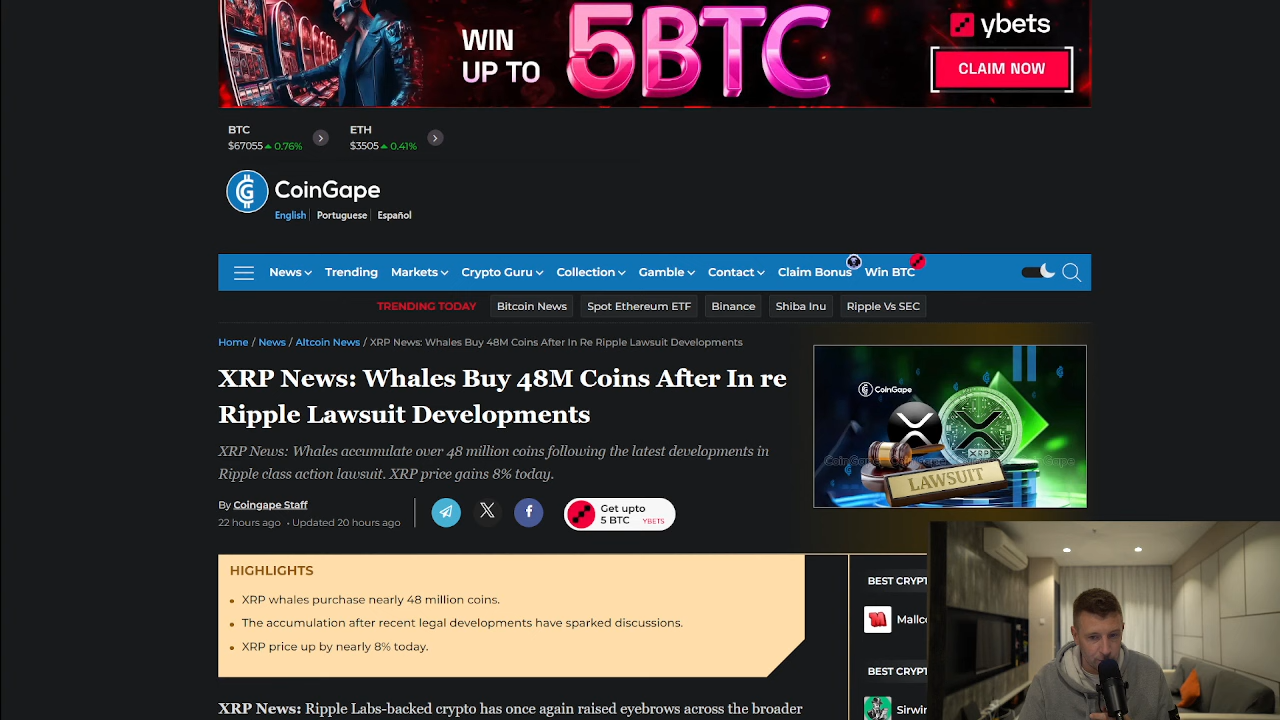 WIN
UP TO
5BTC
ybets
CLAIM NOW
BTC
$67055 0.76%
ETH
$3505 0.41%
CoinGape
English
Portuguese
Español
News
Trending
Markets
Crypto Guru
Collection
Gamble
Contact
Claim Bonus
Win BTC
TRENDING TODAY
Bitcoin News
Spot Ethereum ETF
Binance
Shiba Inu
Ripple Vs SEC
Home / News / Altcoin News / XRP News: Whales Buy 48M Coins After In Re Ripple Lawsuit Developments
XRP News: Whales Buy 48M Coins After In re
Ripple Lawsuit Developments
XRP News: Whales accumulate over 48 million coins following the latest developments in
Ripple class action lawsuit. XRP price gains 8% today.
By Coingape Staff
22 hours ago • Updated 20 hours ago
Get upto
5 BTC YBETS
CoinGape
XRP
LAWSUIT
HIGHLIGHTS
XRP whales purchase nearly 48 million coins.
The accumulation after recent legal developments have sparked discussions.
XRP price up by nearly 8% today.
BEST CRYPT
Mallc
BEST CRYPT
Sirwin
XRP News: Ripple Labs-backed crypto has once again raised eyebrows across the broader